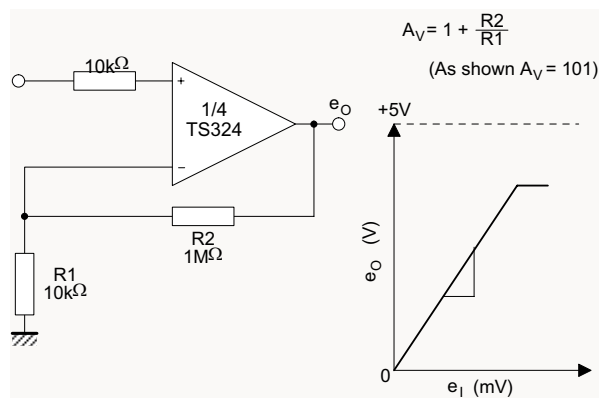 A_V = 1 + R2/R1
(As shown A_V = 101)
10kΩ
+
1/4
TS324
e_O
−
R2
1MΩ
R1
10kΩ
+5V
e_O (V)
0
e_I (mV)